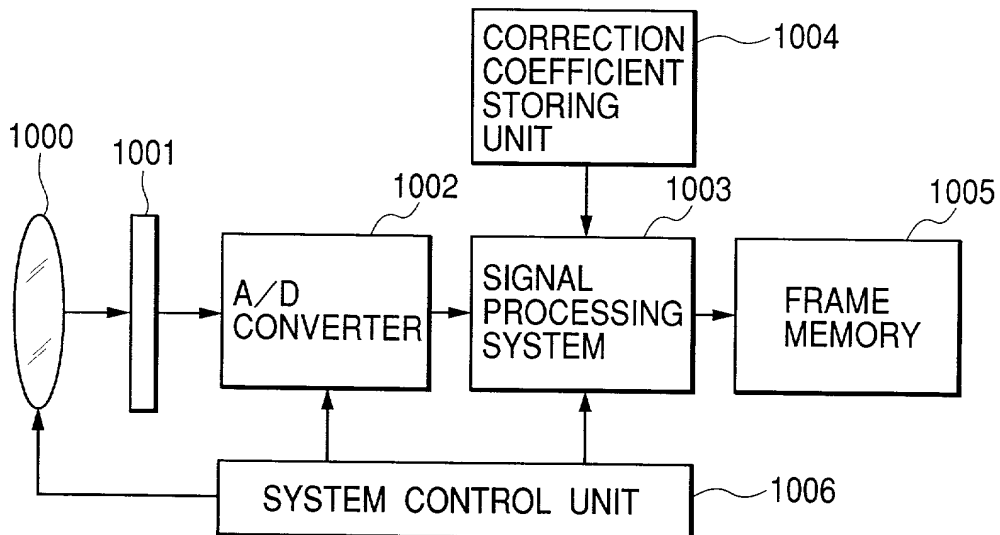 CORRECTION
COEFFICIENT
STORING
UNIT
1004
1000
1001
1002
1003
1005
A/D
CONVERTER
SIGNAL
PROCESSING
SYSTEM
FRAME
MEMORY
SYSTEM CONTROL UNIT
1006